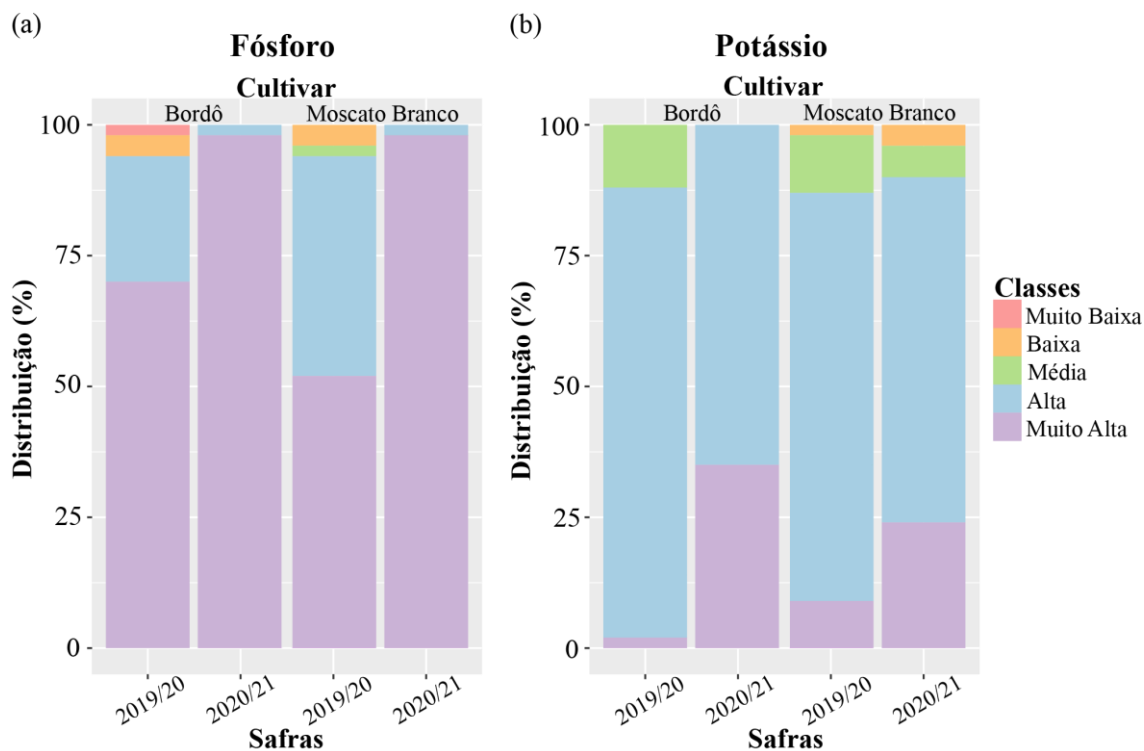 (a)
Fósforo
Cultivar
Bordô Moscato Branco
100
75
50
25
0
Distribuição (%)
2019/20 2020/21 2019/20 2020/21
Safras
(b)
Potássio
Cultivar
Bordô Moscato Branco
100
75
50
25
0
Distribuição (%)
2019/20 2020/21 2019/20 2020/21
Safras
Classes
Muito Baixa
Baixa
Média
Alta
Muito Alta